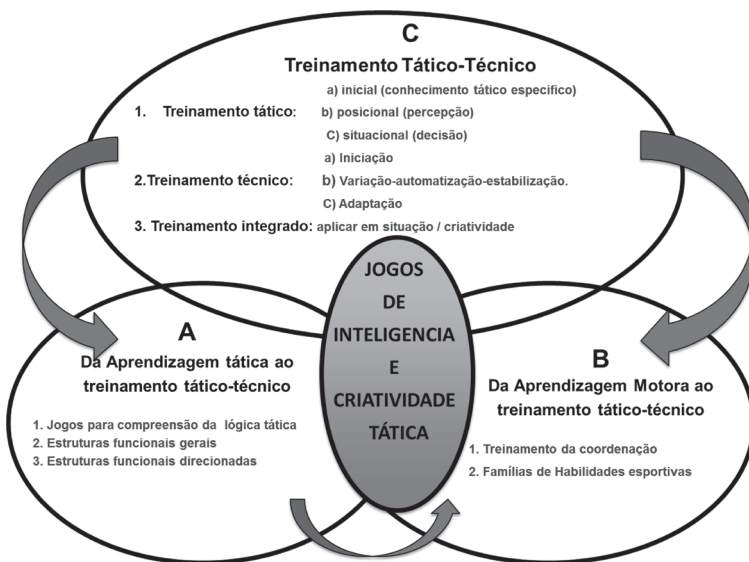 C
Treinamento Tático-Técnico
a) inicial (conhecimento tático especifico)
1. Treinamento tático: b) posicional (percepção)
C) situacional (decisão)
a) Iniciação
2.Treinamento técnico: b) Variação-automatização-estabilização.
C) Adaptação
3. Treinamento integrado: aplicar em situação / criatividade
JOGOS
DE
INTELIGENCIA
E
CRIATIVIDADE
TÁTICA
A
Da Aprendizagem tática ao
treinamento tático-técnico
1. Jogos para compreensão da lógica tática
2. Estruturas funcionais gerais
3. Estruturas funcionais direcionadas
B
Da Aprendizagem Motora ao
treinamento tático-técnico
1. Treinamento da coordenação
2. Famílias de Habilidades esportivas